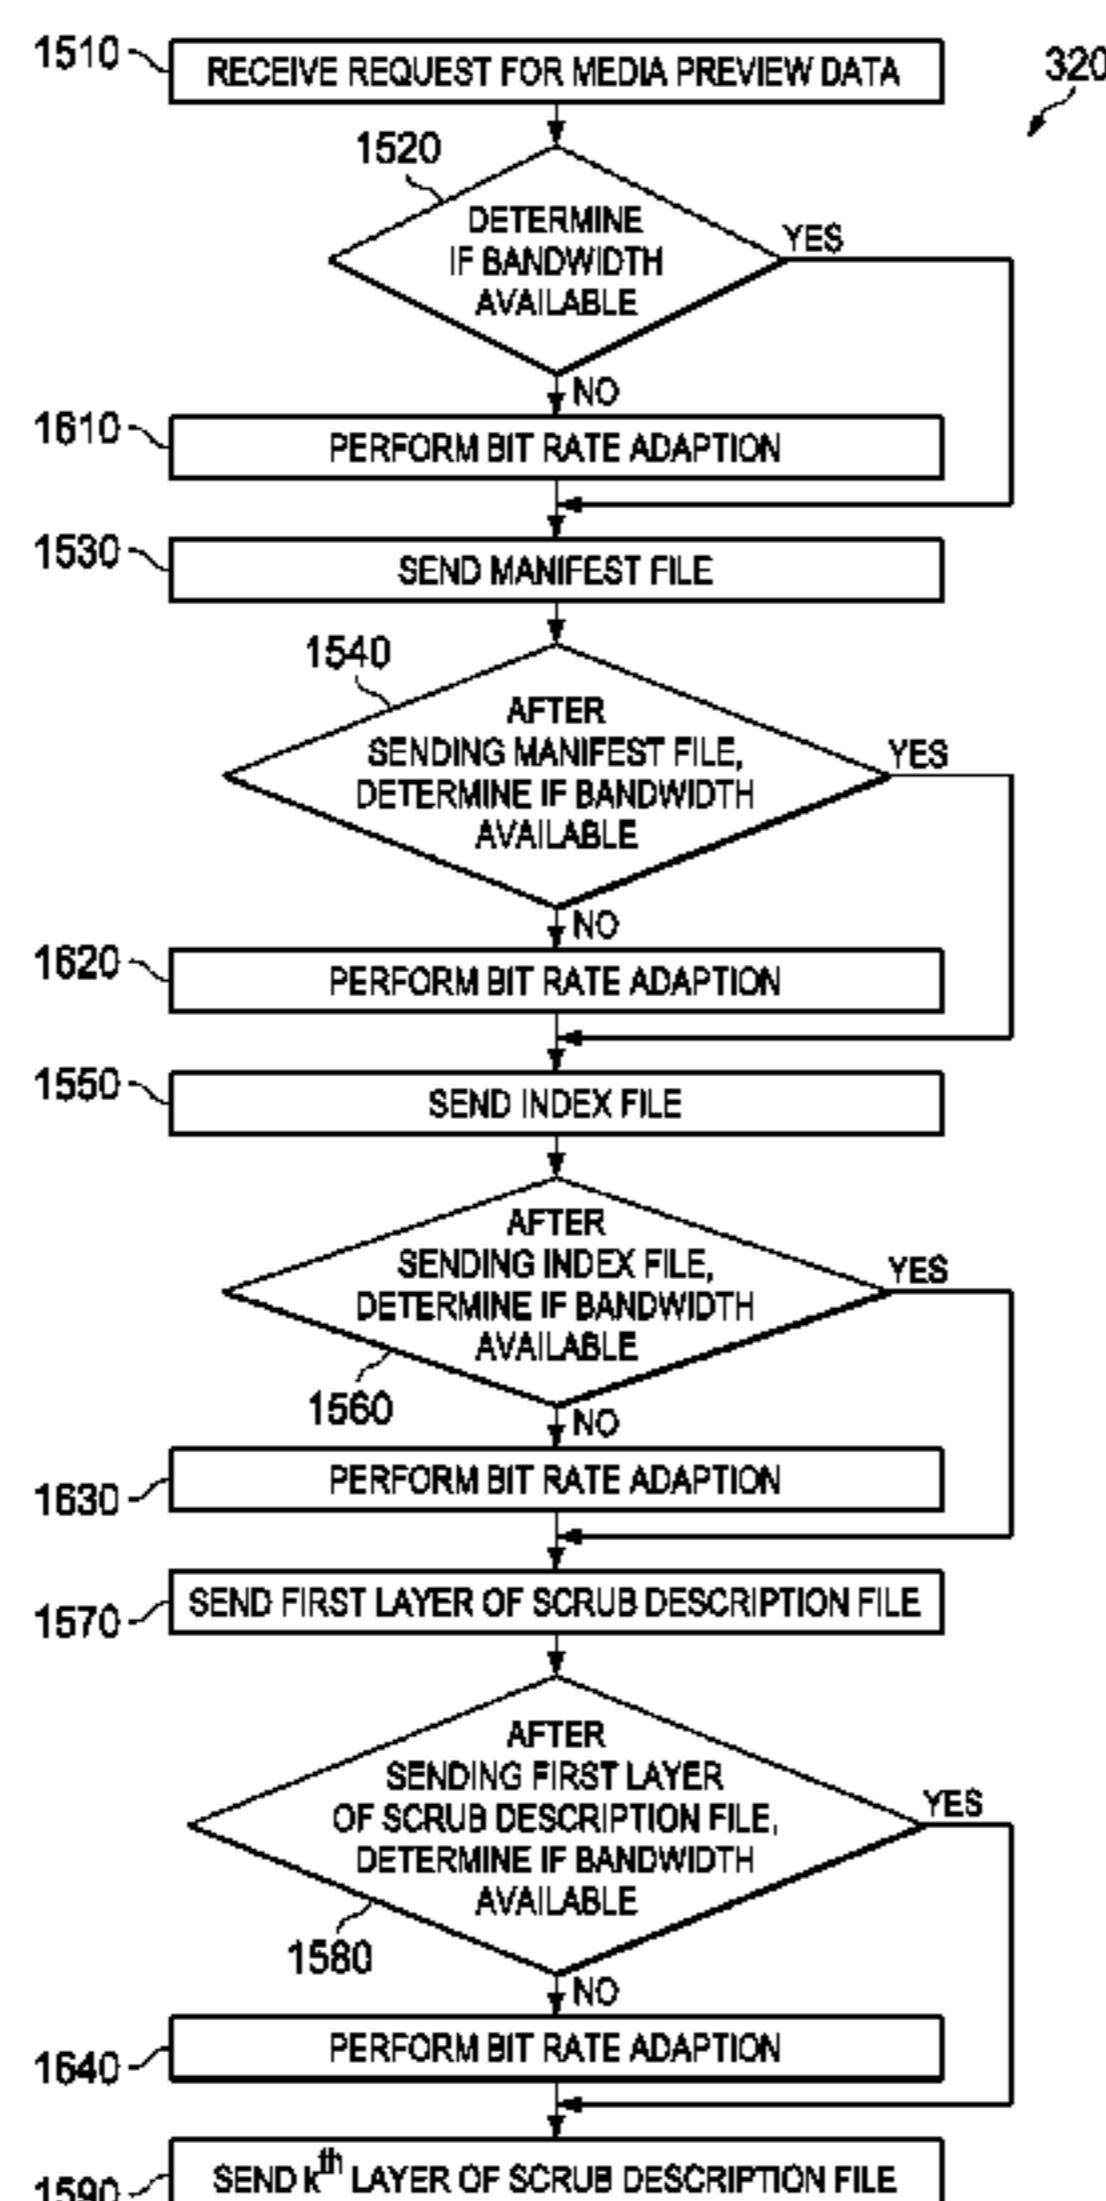 1510
RECEIVE REQUEST FOR MEDIA PREVIEW DATA
320
1520
DETERMINE
IF BANDWIDTH
AVAILABLE
YES
NO
1610
PERFORM BIT RATE ADAPTION
1530
SEND MANIFEST FILE
1540
AFTER
SENDING MANIFEST FILE,
DETERMINE IF BANDWIDTH
AVAILABLE
YES
NO
1620
PERFORM BIT RATE ADAPTION
1550
SEND INDEX FILE
AFTER
SENDING INDEX FILE,
DETERMINE IF BANDWIDTH
AVAILABLE
YES
1560
NO
1630
PERFORM BIT RATE ADAPTION
1570
SEND FIRST LAYER OF SCRUB DESCRIPTION FILE
AFTER
SENDING FIRST LAYER
OF SCRUB DESCRIPTION FILE,
DETERMINE IF BANDWIDTH
AVAILABLE
YES
1580
NO
1640
PERFORM BIT RATE ADAPTION
1590
SEND kth LAYER OF SCRUB DESCRIPTION FILE